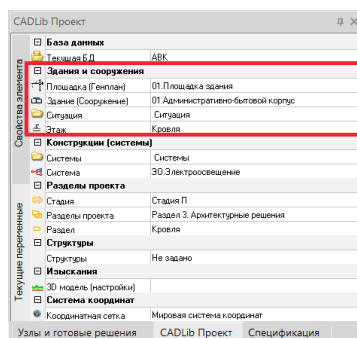 CADLib Проект
База данных
Текущая БД АВК
Здания и сооружения
Площадка (Генплан) 01.Площадка здания
Здание (Сооружение) 01.Административно-бытовой корпус
Ситуация Ситуация
Этаж Кровля
Конструкции (системы)
Системы Системы
Система ЭО.Электроосвещение
Разделы проекта
Стадия Стадия П
Разделы проекта Раздел 3. Архитектурные решения
Раздел Кровля
Структуры
Структуры Не задано
Изыскания
3D модель (настройки)
Система координат
Координатная сетка Мировая система координат
Свойства элемента
Текущие переменные
Узлы и готовые решения CADLib Проект Спецификация